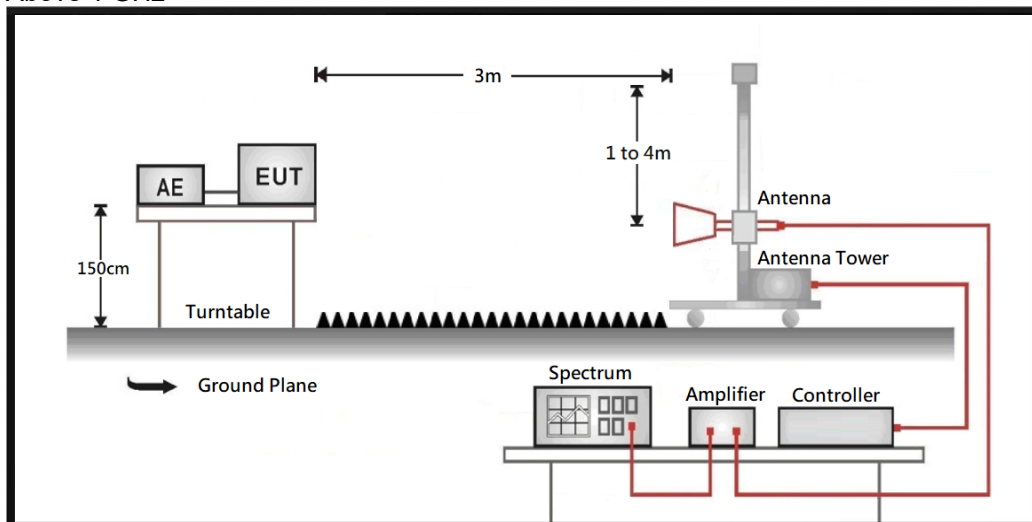 3m
1 to 4m
AE
EUT
Antenna
150cm
Antenna Tower
Turntable
Ground Plane
Spectrum
Amplifier
Controller